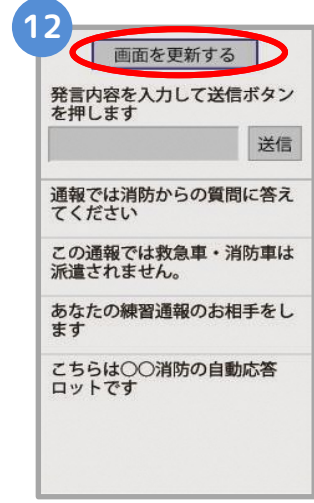 12
画面を更新する
発言内容を入力して送信ボタン
を押します
送信
通報では消防からの質問に答え
てください
この通報では救急車・消防車は
派遣されません。
あなたの練習通報のお相手をし
ます
こちらは〇〇消防の自動応答
ロットです